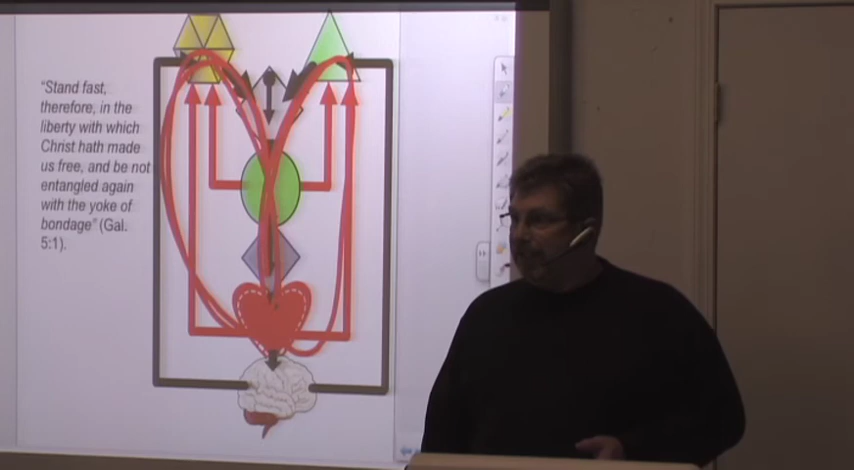 "Stand fast,
therefore, in the
liberty with which
Christ hath made
us free, and be not
entangled again
with the yoke of
bondage" (Gal.
5:1).